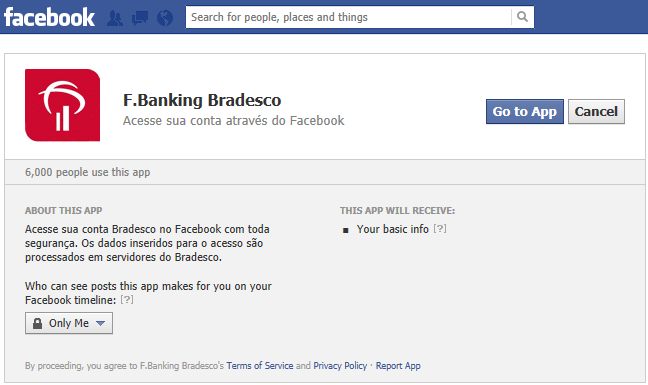 facebook
Search for people, places and things
F.Banking Bradesco
Acesse sua conta através do Facebook
Go to App
Cancel
6,000 people use this app
ABOUT THIS APP
Acesse sua conta Bradesco no Facebook com toda
segurança. Os dados inseridos para o acesso são
processados em servidores do Bradesco.
Who can see posts this app makes for you on your
Facebook timeline: [?]
Only Me
THIS APP WILL RECEIVE:
Your basic info [?]
By proceeding, you agree to F.Banking Bradesco's Terms of Service and Privacy Policy · Report App